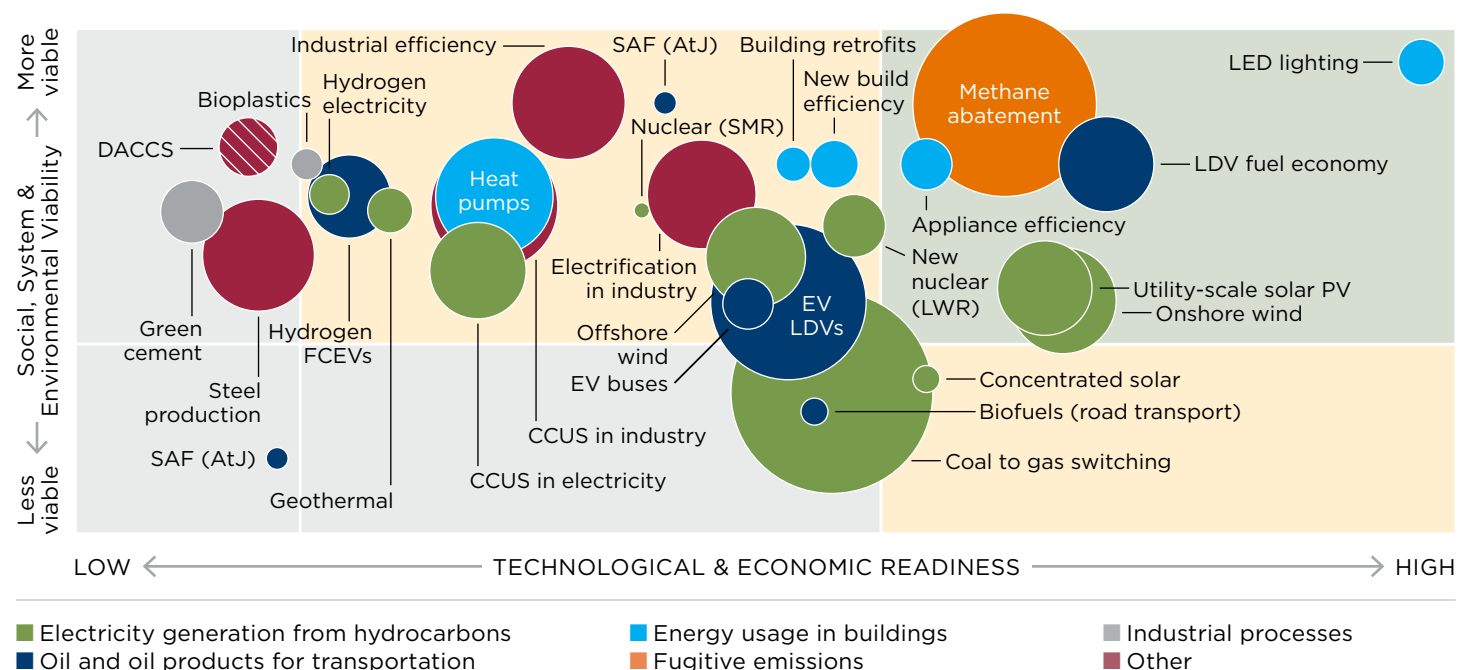 More
viable
Social, System &
Environmental Viability
Less
viable
Industrial efficiency
SAF (AtJ)
Building retrofits
LED lighting
Hydrogen
electricity
New build
efficiency
Methane
abatement
Bioplastics
DACCS
Nuclear (SMR)
LDV fuel economy
Heat
pumps
Appliance efficiency
Electrification
in industry
New
nuclear
(LWR)
Utility-scale solar PV
Onshore wind
EV
LDVs
Green
cement
Hydrogen
FCEVs
Offshore
wind
EV buses
Steel
production
Concentrated solar
Biofuels (road transport)
CCUS in industry
SAF (AtJ)
Coal to gas switching
CCUS in electricity
Geothermal
LOW
TECHNOLOGICAL & ECONOMIC READINESS
HIGH
Electricity generation from hydrocarbons
Energy usage in buildings
Industrial processes
Oil and oil products for transportation
Fugitive emissions
Other